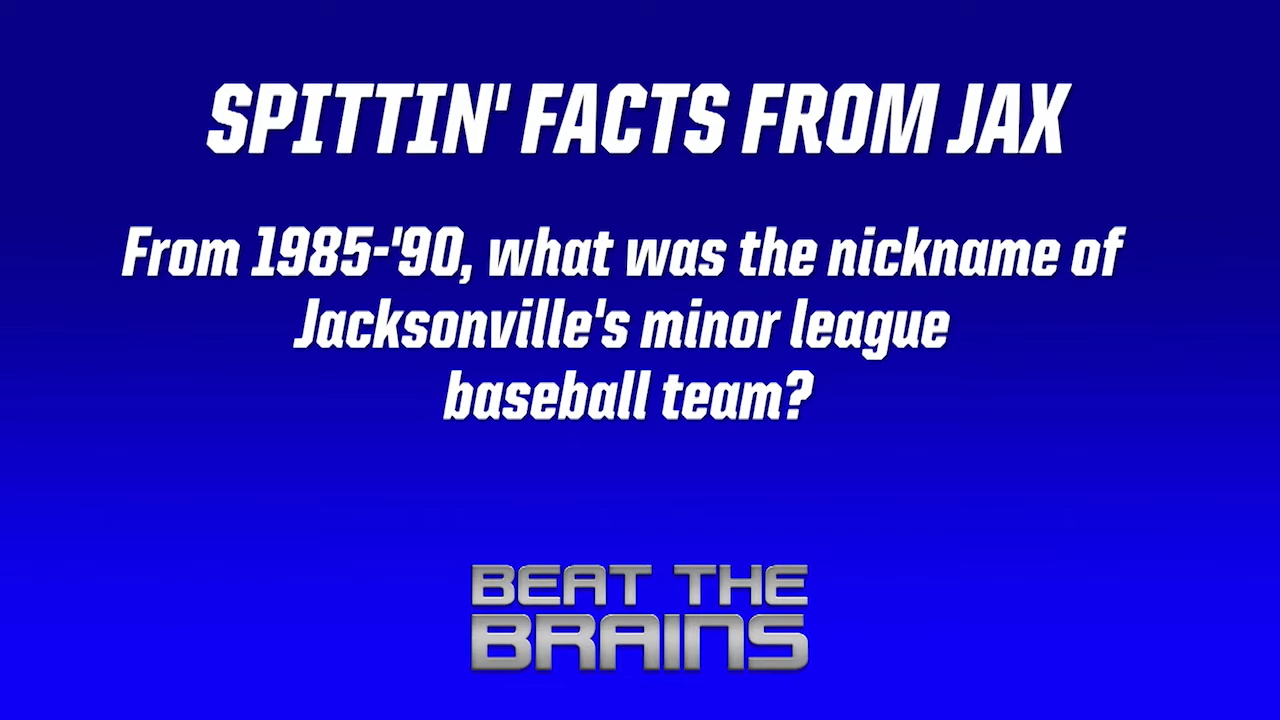 SPITTIN' FACTS FROM JAX
From 1985-'90, what was the nickname of
Jacksonville's minor league
baseball team?
BEAT THE
BRAINS